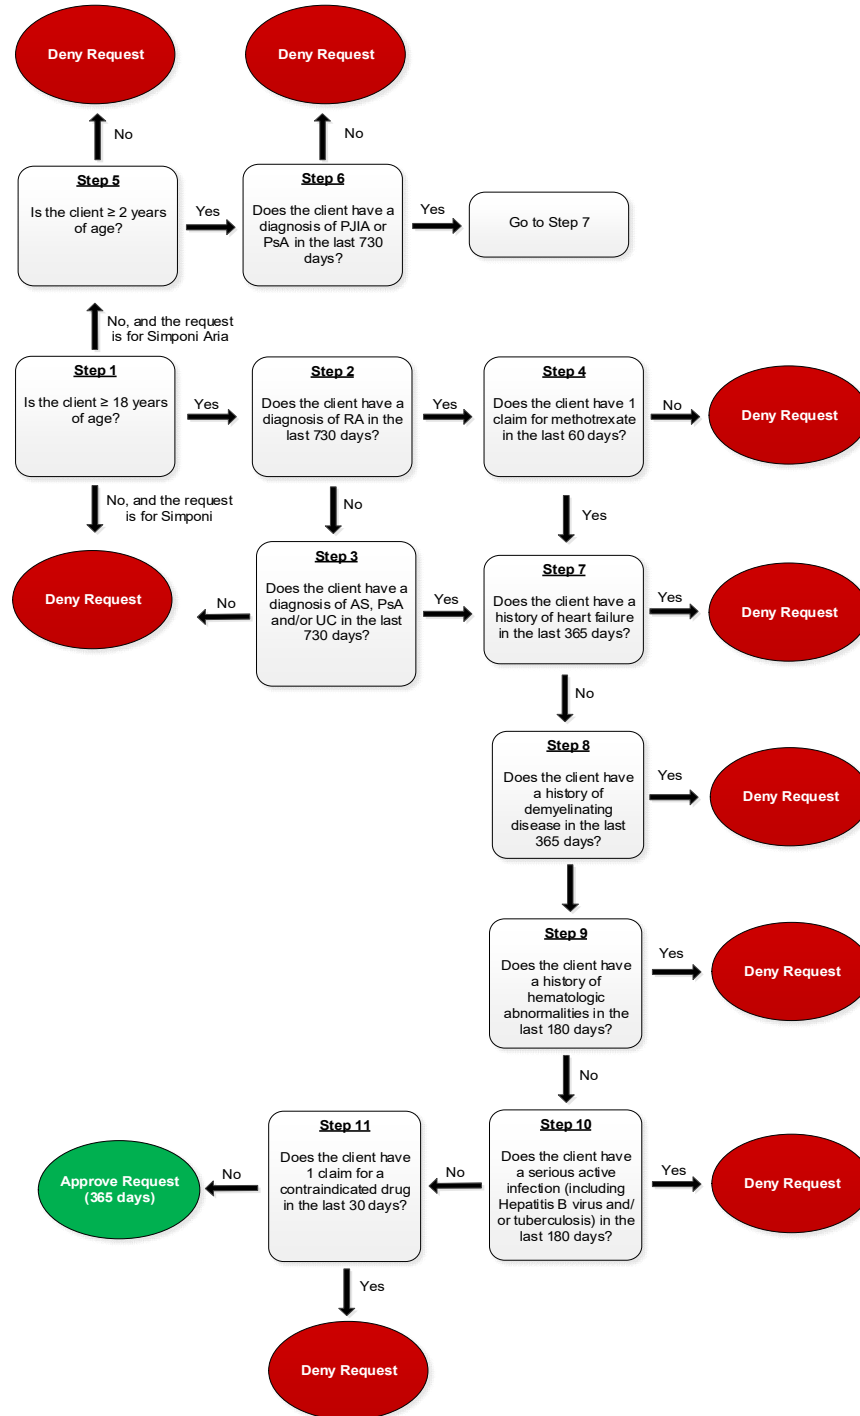 Deny Request
Deny Request
No
No
Step 5
Is the client ≥ 2 years
of age?
Yes
Step 6
Does the client have a
diagnosis of PJIA or
PsA in the last 730
days?
Yes
Go to Step 7
No, and the request
is for Simponi Aria
Step 1
Is the client ≥ 18 years
of age?
Yes
Step 2
Does the client have a
diagnosis of RA in the
last 730 days?
Yes
Step 4
Does the client have 1
claim for methotrexate
in the last 60 days?
No
Deny Request
No, and the request
is for Simponi
No
Yes
Deny Request
No
Step 3
Does the client have a
diagnosis of AS, PsA
and/or UC in the last
730 days?
Yes
Step 7
Does the client have a
history of heart failure
in the last 365 days?
Yes
Deny Request
No
Step 8
Does the client have
a history of
demyelinating
disease in the last
365 days?
Yes
Deny Request
Step 9
Does the client have
a history of
hematologic
abnormalities in the
last 180 days?
Yes
Deny Request
No
Step 10
Does the client have
a serious active
infection (including
Hepatitis B virus and/
or tuberculosis) in the
last 180 days?
Yes
Deny Request
No
Step 11
Does the client have
1 claim for a
contraindicated drug
in the last 30 days?
No
Approve Request
(365 days)
Yes
Deny Request